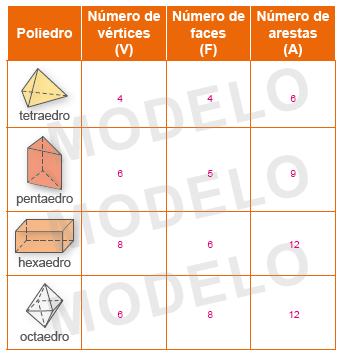 Poliedro
Número de
vértices
(V)
Número de
faces
(F)
Número de
arestas
(A)
tetraedro
4
4
6
pentaedro
6
5
9
hexaedro
8
6
12
octaedro
6
8
12
MODELO
MODELO
MODELO